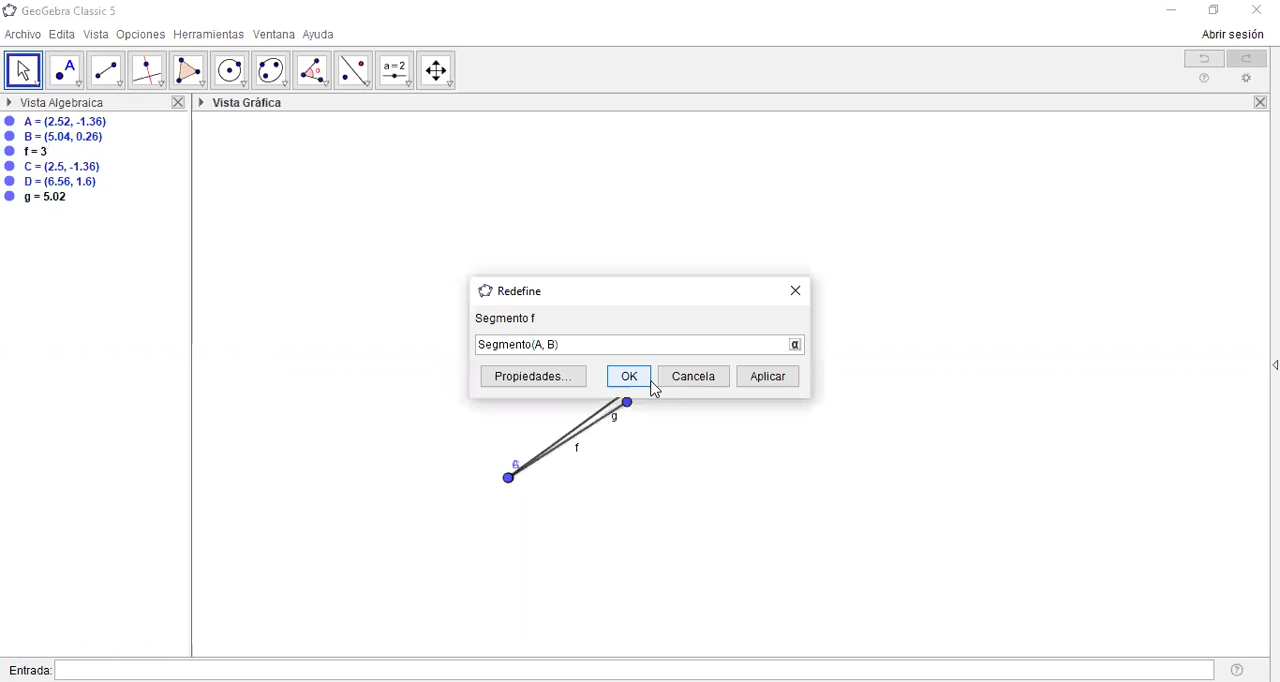 GeoGebra Classic 5
Archivo Edita Vista Opciones Herramientas Ventana Ayuda
Abrir sesión
A
a=2
Vista Algebraica
Vista Gráfica
A = (2.52, -1.36)
B = (5.04, 0.26)
f = 3
C = (2.5, -1.36)
D = (6.56, 1.6)
g = 5.02
Redefine
Segmento f
Segmento(A, B)
α
Propiedades...
OK
Cancela
Aplicar
g
f
Entrada: